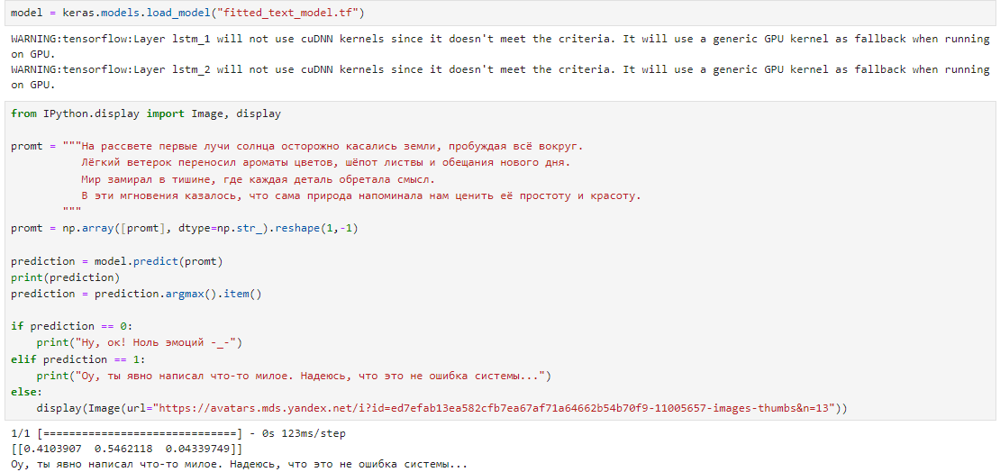 model = keras.models.load_model("fitted_text_model.tf")
WARNING:tensorflow:Layer lstm_1 will not use cuDNN kernels since it doesn't meet the criteria. It will use a generic GPU kernel as fallback when running
on GPU.
WARNING:tensorflow:Layer lstm_2 will not use cuDNN kernels since it doesn't meet the criteria. It will use a generic GPU kernel as fallback when running
on GPU.
from IPython.display import Image, display
promt = """На рассвете первые лучи солнца осторожно касались земли, пробуждая всё вокруг.
Лёгкий ветерок переносил ароматы цветов, шёпот листвы и обещания нового дня.
Мир замирал в тишине, где каждая деталь обретала смысл.
В эти мгновения казалось, что сама природа напоминала нам ценить её простоту и красоту.
"""
promt = np.array([promt], dtype=np.str_).reshape(1,-1)
prediction = model.predict(promt)
print(prediction)
prediction = prediction.argmax().item()
if prediction == 0:
print("Ну, ок! Ноль эмоций -_-")
elif prediction == 1:
print("Оу, ты явно написал что-то милое. Надеюсь, что это не ошибка системы...")
else:
display(Image(url="https://avatars.mds.yandex.net/i?id=ed7efab13ea582cfb7ea67af71a64662b54b70f9-11005657-images-thumbs&n=13"))
1/1 [==============================] - 0s 123ms/step
[[0.4103907 0.5462118 0.04339749]]
Оу, ты явно написал что-то милое. Надеюсь, что это не ошибка системы...